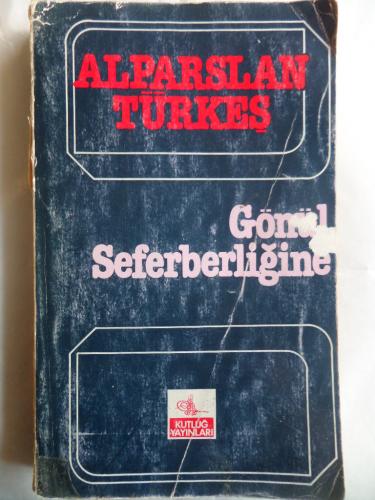 ALPARSLAN
TÜRKEŞ
Gönül
Seferberliğine
KUTLUĞ
YAYINLARI